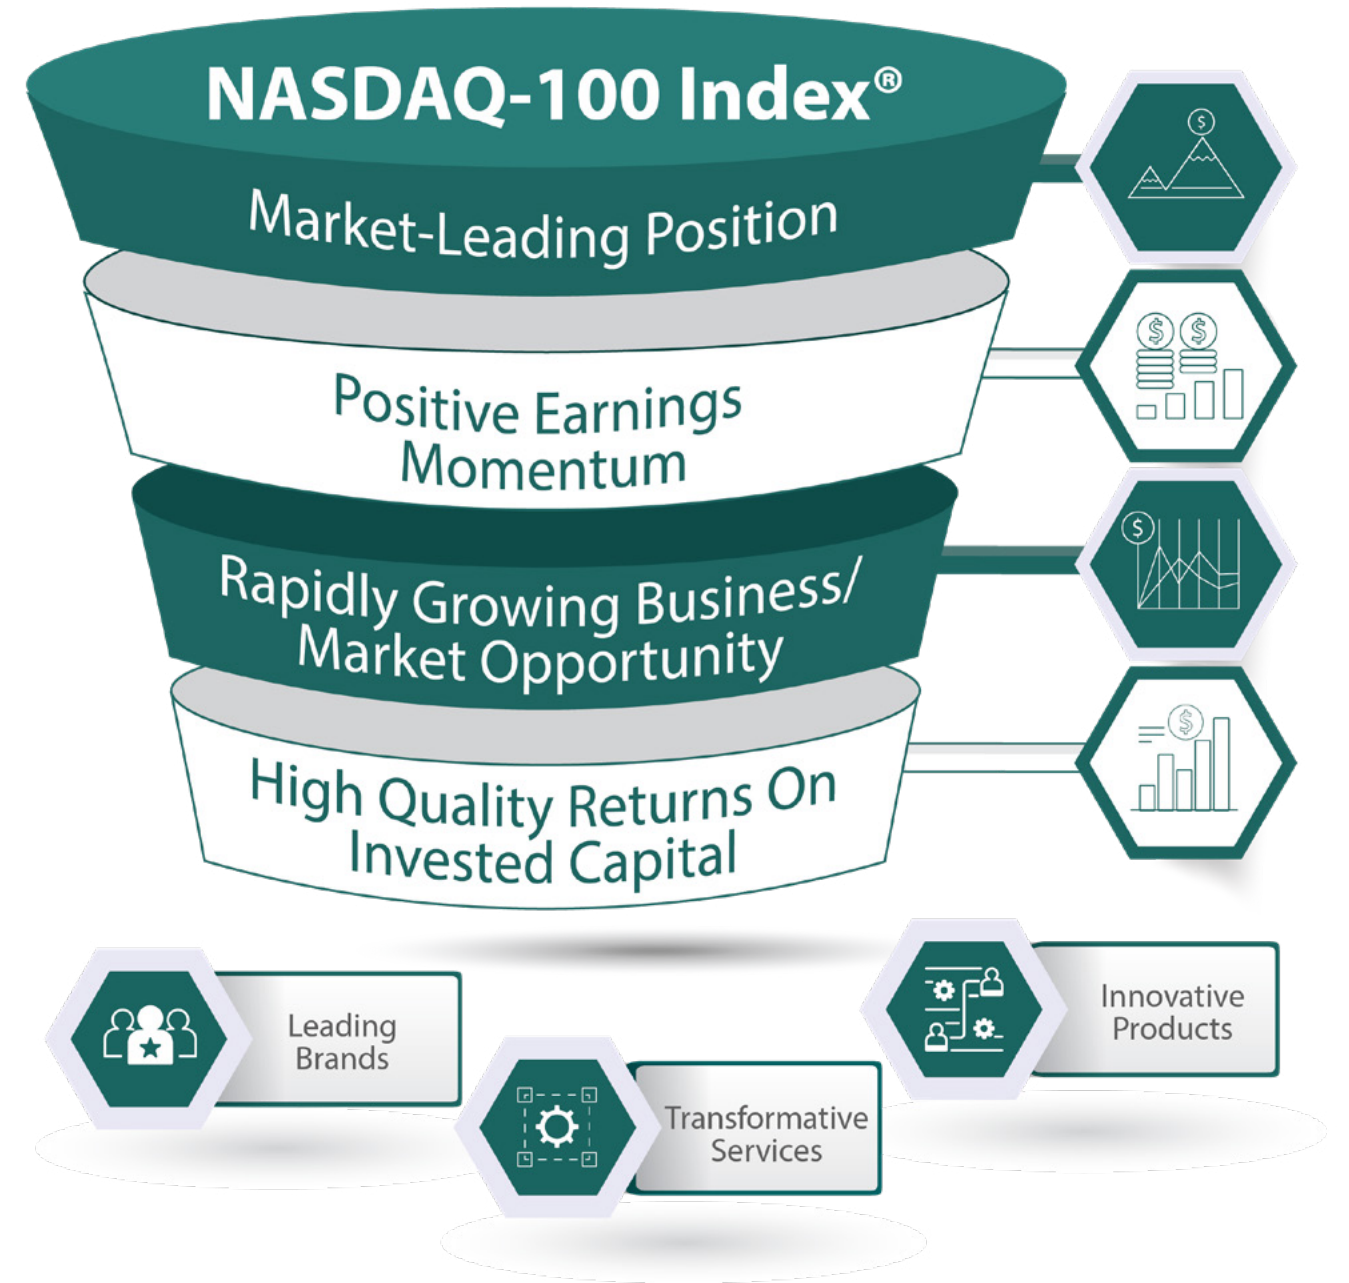 NASDAQ-100 Index®
Market-Leading Position
$
Positive Earnings
Momentum
$ $
Rapidly Growing Business/
Market Opportunity
$
High Quality Returns On
Invested Capital
$
Leading
Brands
Transformative
Services
Innovative
Products